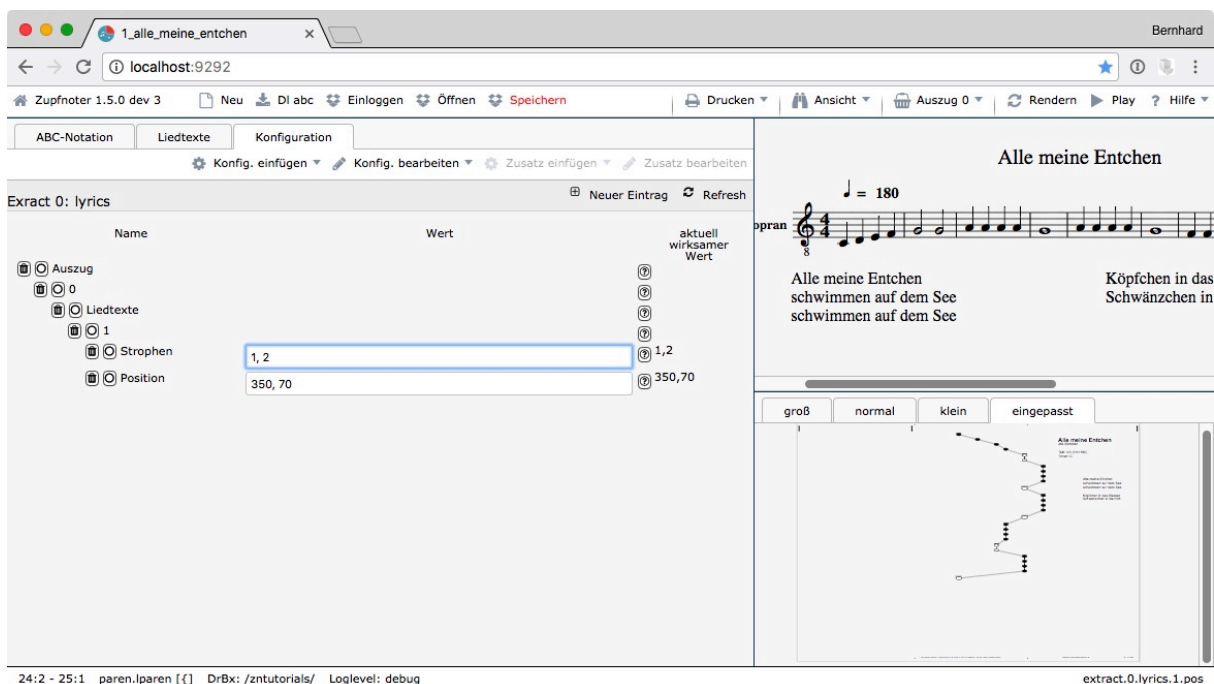 1_alle_meine_entchen
Bernhard
localhost:9292
Zupfnoter 1.5.0 dev 3 Neu Dl abc Einloggen Öffnen Speichern Drucken Ansicht Auszug 0 Rendern Play Hilfe
ABC-Notation Liedtexte Konfiguration
Konfig. einfügen Konfig. bearbeiten Zusatz einfügen Zusatz bearbeiten
Exract 0: lyrics
Neuer Eintrag Refresh
Name Wert aktuell
wirksamer
Wert
Auszug
0
Liedtexte
1
Strophen 1, 2 1,2
Position 350, 70 350,70
Alle meine Entchen
= 180
opran
8
Alle meine Entchen
schwimmen auf dem See
schwimmen auf dem See
Köpfchen in das
Schwänzchen in
groß normal klein eingepasst
Alle meine Entchen
24:2 - 25:1 paren.lparen [{] DrBx: /zntutorials/ Loglevel: debug
extract.0.lyrics.1.pos